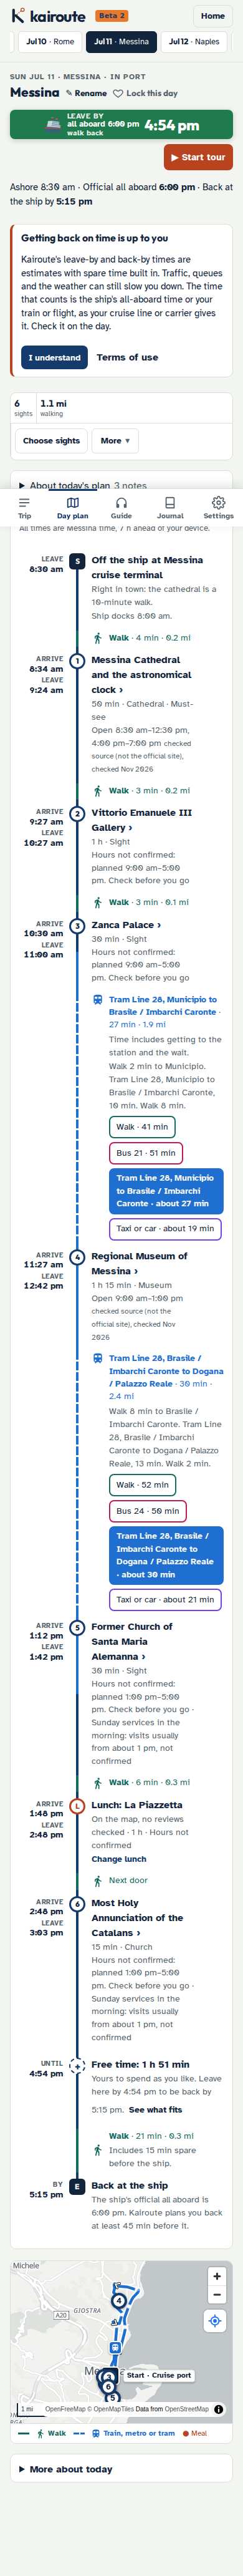 kairoute
Beta 2
Home
Jul 10 · Rome
Jul 11 · Messina
Jul 12 · Naples
SUN JUL 11 · MESSINA · IN PORT
Messina
Rename
Lock this day
LEAVE BY
all aboard 6:00 pm
walk back
4:54 pm
Start tour
Ashore 8:30 am · Official all aboard 6:00 pm · Back at
the ship by 5:15 pm
Getting back on time is up to you
Kairoute's leave-by and back-by times are
estimates with spare time built in. Traffic, queues
and the weather can still slow you down. The time
that counts is the ship's all-aboard time or your
train or flight, as your cruise line or carrier gives
it. Check it on the day.
I understand
Terms of use
6
sights
1.1 mi
walking
Choose sights
More ▾
About today's plan 3 notes
Trip
Day plan
Guide
Journal
Settings
All times are Messina time, 7 h ahead of your device.
LEAVE
8:30 am
S
Off the ship at Messina
cruise terminal
Right in town: the cathedral is a
10-minute walk.
Ship docks 8:00 am.
Walk · 4 min · 0.2 mi
ARRIVE
8:34 am
LEAVE
9:24 am
1
Messina Cathedral
and the astronomical
clock ›
50 min · Cathedral · Must-
see
Open 8:30 am–12:30 pm,
4:00 pm–7:00 pm checked
source (not the official site),
checked Nov 2026
Walk · 3 min · 0.2 mi
ARRIVE
9:27 am
LEAVE
10:27 am
2
Vittorio Emanuele III
Gallery ›
1 h · Sight
Hours not confirmed:
planned 9:00 am–5:00
pm. Check before you go
Walk · 3 min · 0.1 mi
ARRIVE
10:30 am
LEAVE
11:00 am
3
Zanca Palace ›
30 min · Sight
Hours not confirmed:
planned 9:00 am–5:00
pm. Check before you go
Tram Line 28, Municipio to
Brasile / Imbarchi Caronte ·
27 min · 1.9 mi
Time includes getting to the
station and the wait.
Walk 2 min to Municipio.
Tram Line 28, Municipio to
Brasile / Imbarchi Caronte,
10 min. Walk 8 min.
Walk · 41 min
Bus 21 · 51 min
Tram Line 28, Municipio
to Brasile / Imbarchi
Caronte · about 27 min
Taxi or car · about 19 min
ARRIVE
11:27 am
LEAVE
12:42 pm
4
Regional Museum of
Messina ›
1 h 15 min · Museum
Open 9:00 am–1:00 pm
checked source (not the
official site), checked Nov
2026
Tram Line 28, Brasile /
Imbarchi Caronte to Dogana
/ Palazzo Reale · 30 min ·
2.4 mi
Walk 8 min to Brasile /
Imbarchi Caronte. Tram Line
28, Brasile / Imbarchi
Caronte to Dogana / Palazzo
Reale, 13 min. Walk 2 min.
Walk · 52 min
Bus 24 · 50 min
Tram Line 28, Brasile /
Imbarchi Caronte to
Dogana / Palazzo Reale
· about 30 min
Taxi or car · about 21 min
ARRIVE
1:12 pm
LEAVE
1:42 pm
5
Former Church of
Santa Maria
Alemanna ›
30 min · Sight
Hours not confirmed:
planned 1:00 pm–5:00
pm. Check before you go ·
Sunday services in the
morning: visits usually
from about 1 pm, not
confirmed
Walk · 6 min · 0.3 mi
ARRIVE
1:48 pm
LEAVE
2:48 pm
L
Lunch: La Piazzetta
On the map, no reviews
checked · 1 h · Hours not
confirmed
Change lunch
Next door
ARRIVE
2:48 pm
LEAVE
3:03 pm
6
Most Holy
Annunciation of the
Catalans ›
15 min · Church
Hours not confirmed:
planned 1:00 pm–5:00
pm. Check before you go ·
Sunday services in the
morning: visits usually
from about 1 pm, not
confirmed
UNTIL
4:54 pm
+
Free time: 1 h 51 min
Yours to spend as you like. Leave
here by 4:54 pm to be back by
5:15 pm. See what fits
Walk · 21 min · 0.3 mi
Includes 15 min spare
before the ship.
BY
5:15 pm
E
Back at the ship
The ship's official all aboard is
6:00 pm. Kairoute plans you back
at least 45 min before it.
Michele
A20
GIOSTRA
4
Start · Cruise port
6
5
1 mi
OpenFreeMap © OpenMapTiles Data from OpenStreetMap
Walk
Train, metro or tram
Meal
More about today